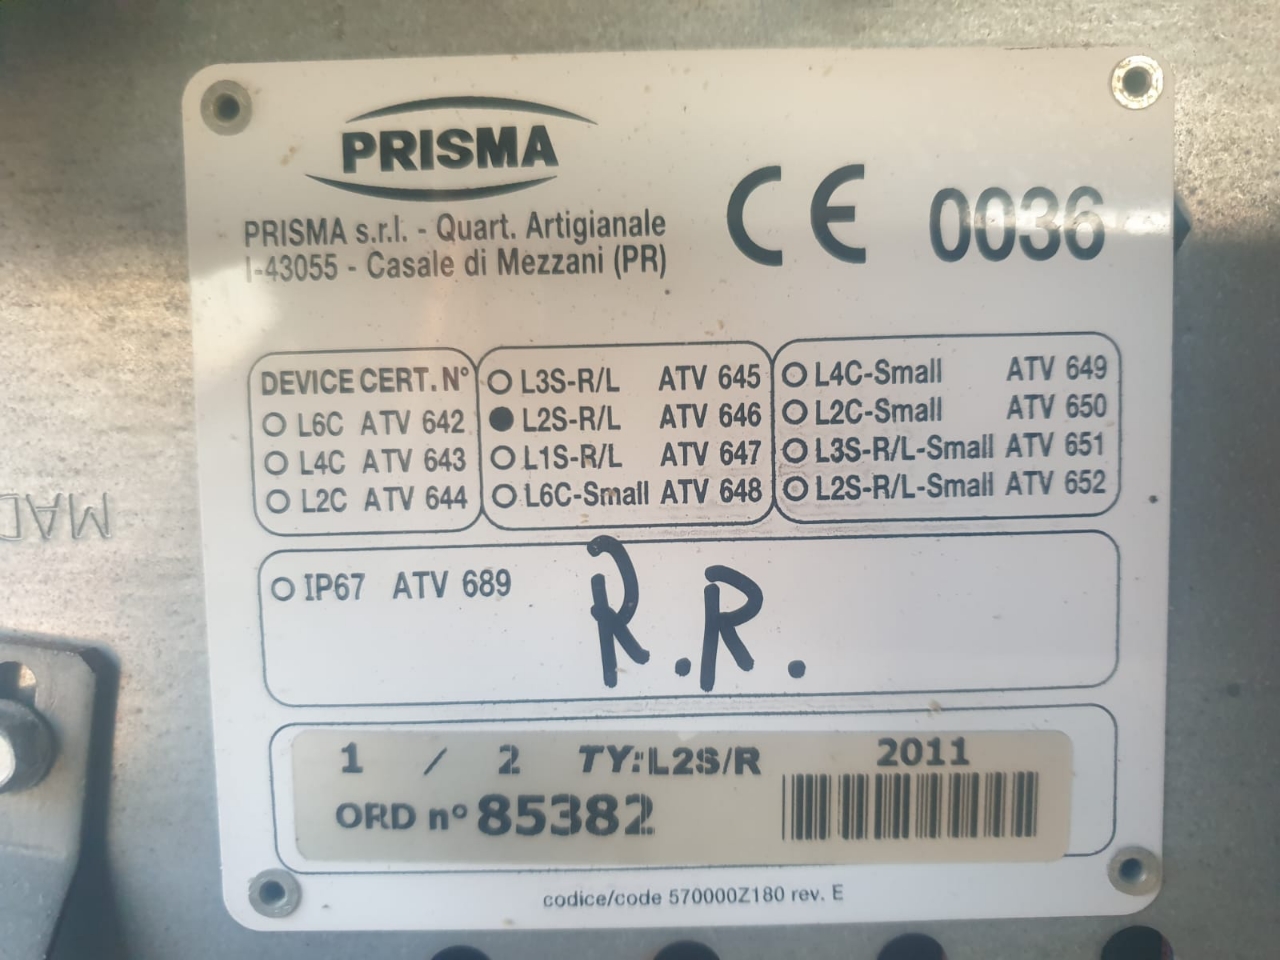 PRISMA
PRISMA s.r.l. - Quart. Artigianale
I-43055 - Casale di Mezzani (PR)
CE 0036
DEVICE CERT. N°
L6C ATV 642
L4C ATV 643
L2C ATV 644
L3S-R/L ATV 645
L2S-R/L ATV 646
L1S-R/L ATV 647
L6C-Small ATV 648
L4C-Small ATV 649
L2C-Small ATV 650
L3S-R/L-Small ATV 651
L2S-R/L-Small ATV 652
IP67 ATV 689
R.R.
1 / 2 TY:L2S/R 2011
ORD n° 85382
codice/code 570000Z180 rev. E